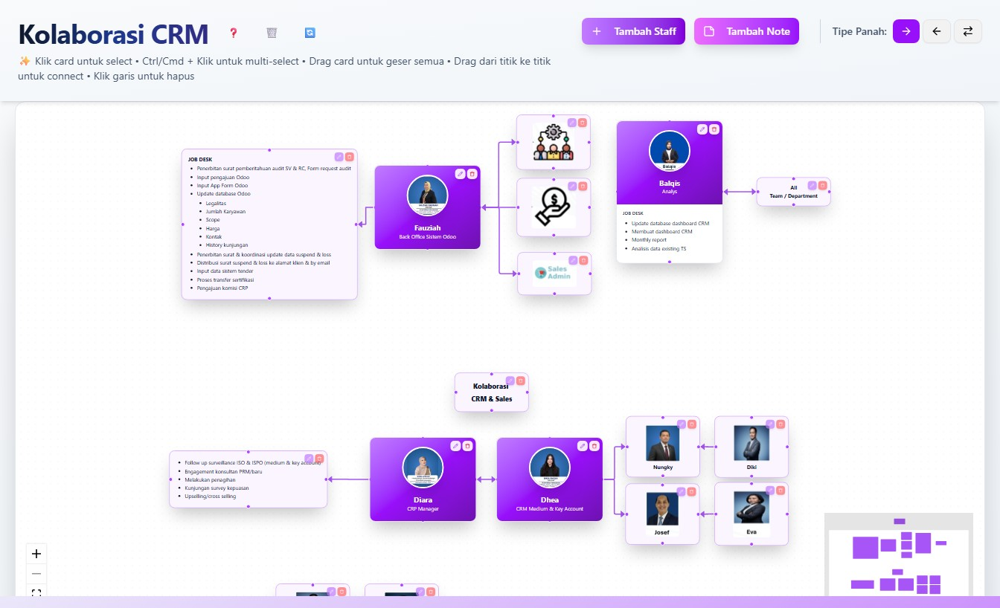 Kolaborasi CRM
Tambah Staff
Tambah Note
Tipe Panah:
✨ Klik card untuk select • Ctrl/Cmd + Klik untuk multi-select • Drag card untuk geser semua • Drag dari titik ke titik
untuk connect • Klik garis untuk hapus
JOB DESK
• Penerbitan surat pemberitahuan audit SV & RC, Form request audit
• Input pengajuan Odoo
• Input App Form Odoo
• Update database Odoo
• Legalitas
• Jumlah Karyawan
• Scope
• Harga
• Kontak
• History kunjungan
• Penerbitan surat & koordinasi update data suspend & loss
• Distribusi surat suspend & loss ke alamat klien & by email
• Input data sistem tender
• Proses transfer sertifikasi
• Pengajuan komisi CRP
Fauziah
Back Office Sistem Odoo
Sales
Admin
Balqis
Balqis
Analys
JOB DESK
• Update database dashboard CRM
• Membuat dashboard CRM
• Monthly report
• Analisis data existing TS
All
Team / Department
Kolaborasi
CRM & Sales
• Follow up surveillance ISO & ISPO (medium & key account)
• Engagement konsultan PRM/baru
• Melakukan penagihan
• Kunjungan survey kepuasan
• Upselling/cross selling
Diara
CRP Manager
Dhea
CRM Medium & Key Account
Nungky
Diki
Josef
Eva